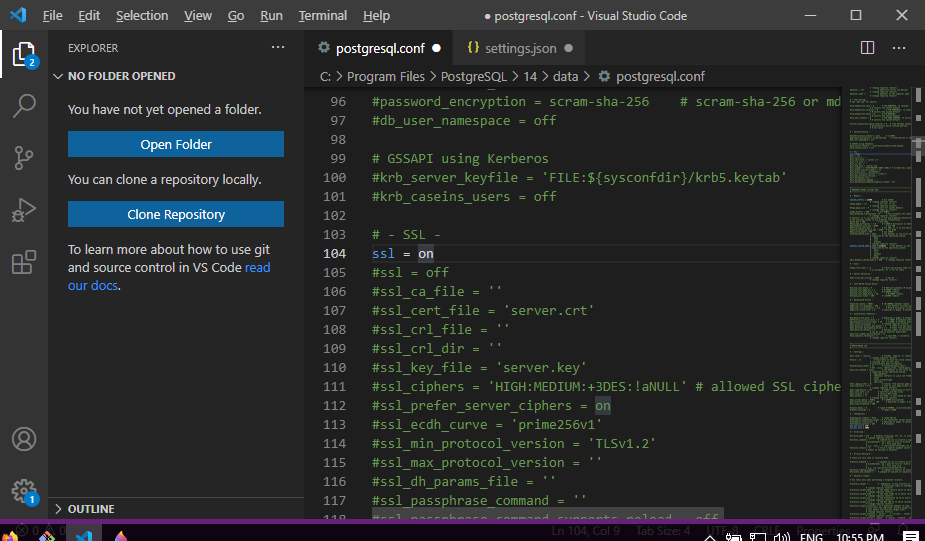 File Edit Selection View Go Run Terminal Help
● postgresql.conf - Visual Studio Code
EXPLORER
NO FOLDER OPENED
You have not yet opened a folder.
Open Folder
You can clone a repository locally.
Clone Repository
To learn more about how to use git
and source control in VS Code read
our docs.
OUTLINE
2
1
postgresql.conf
settings.json
C: > Program Files > PostgreSQL > 14 > data > postgresql.conf
96 #password_encryption = scram-sha-256 # scram-sha-256 or md
97 #db_user_namespace = off
98
99 # GSSAPI using Kerberos
100 #krb_server_keyfile = 'FILE:${sysconfdir}/krb5.keytab'
101 #krb_caseins_users = off
102
103 # - SSL -
104 ssl = on
105 #ssl = off
106 #ssl_ca_file = ''
107 #ssl_cert_file = 'server.crt'
108 #ssl_crl_file = ''
109 #ssl_crl_dir = ''
110 #ssl_key_file = 'server.key'
111 #ssl_ciphers = 'HIGH:MEDIUM:+3DES:!aNULL' # allowed SSL ciphe
112 #ssl_prefer_server_ciphers = on
113 #ssl_ecdh_curve = 'prime256v1'
114 #ssl_min_protocol_version = 'TLSv1.2'
115 #ssl_max_protocol_version = ''
116 #ssl_dh_params_file = ''
117 #ssl_passphrase_command = ''
118 #ssl_passphrase_command_supports_reload = off
0 0 Ln 104, Col 9 Tab Size: 4 UTF-8 CRLF Properties
ENG 10:55 PM